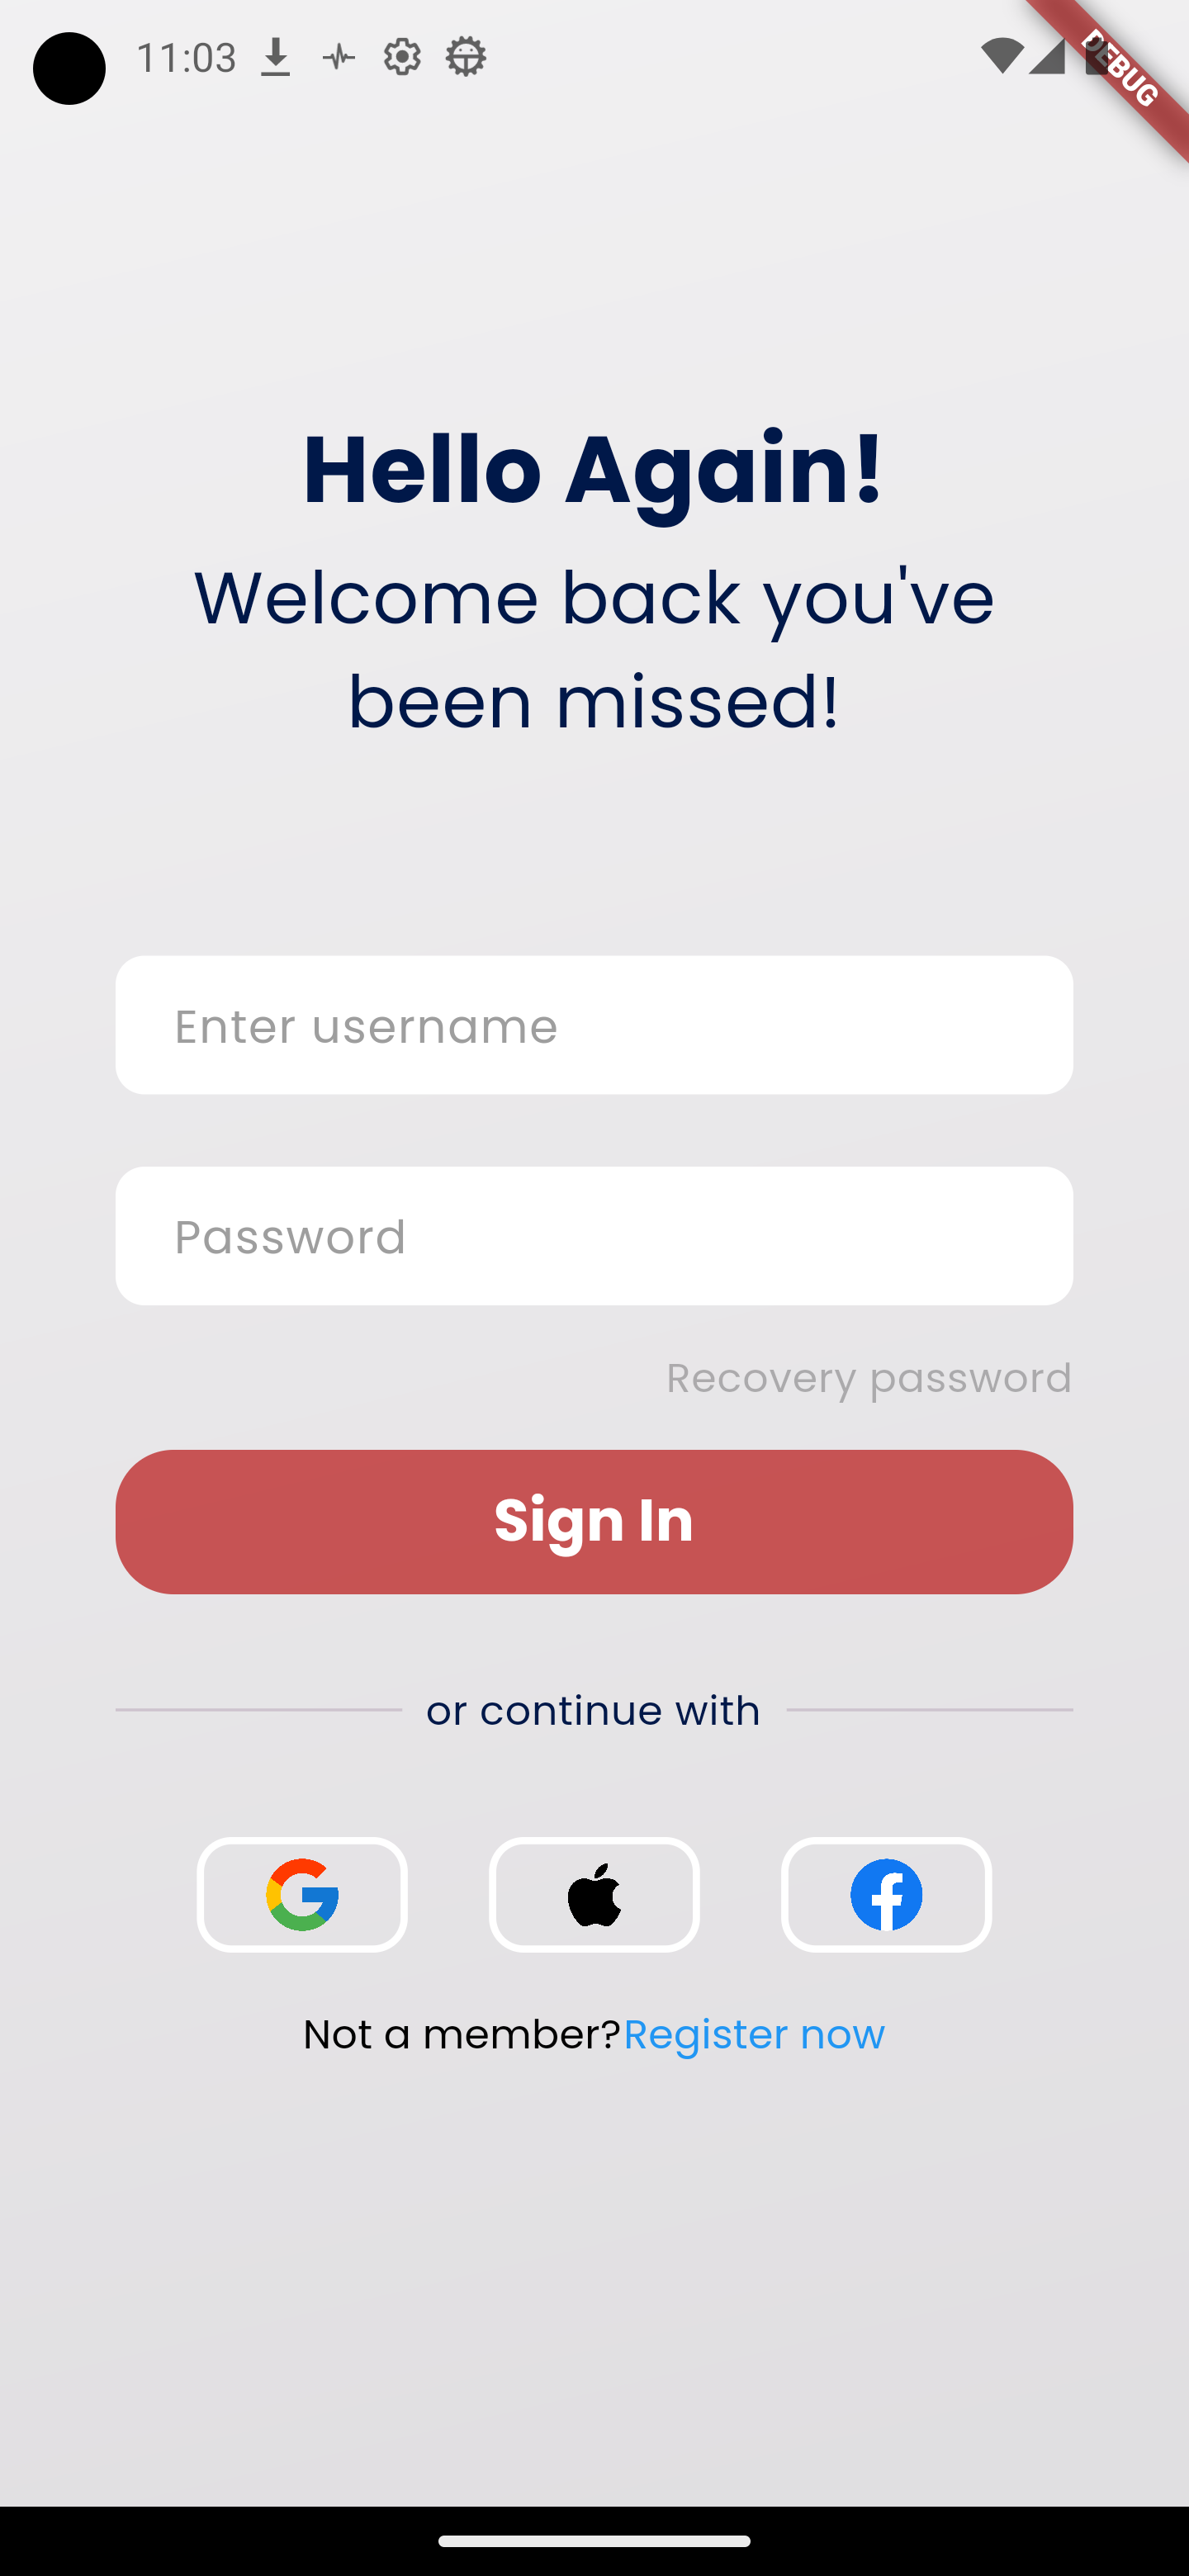 11:03
DEBUG
Hello Again!
Welcome back you've
been missed!
Enter username
Password
Recovery password
Sign In
or continue with
Not a member?Register now